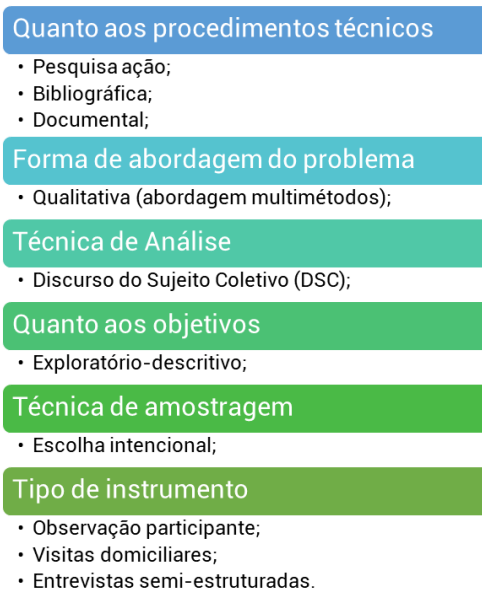 Quanto aos procedimentos técnicos
• Pesquisa ação;
• Bibliográfica;
• Documental;
Forma de abordagem do problema
• Qualitativa (abordagem multimétodos);
Técnica de Análise
• Discurso do Sujeito Coletivo (DSC);
Quanto aos objetivos
• Exploratório-descritivo;
Técnica de amostragem
• Escolha intencional;
Tipo de instrumento
• Observação participante;
• Visitas domiciliares;
• Entrevistas semi-estruturadas.